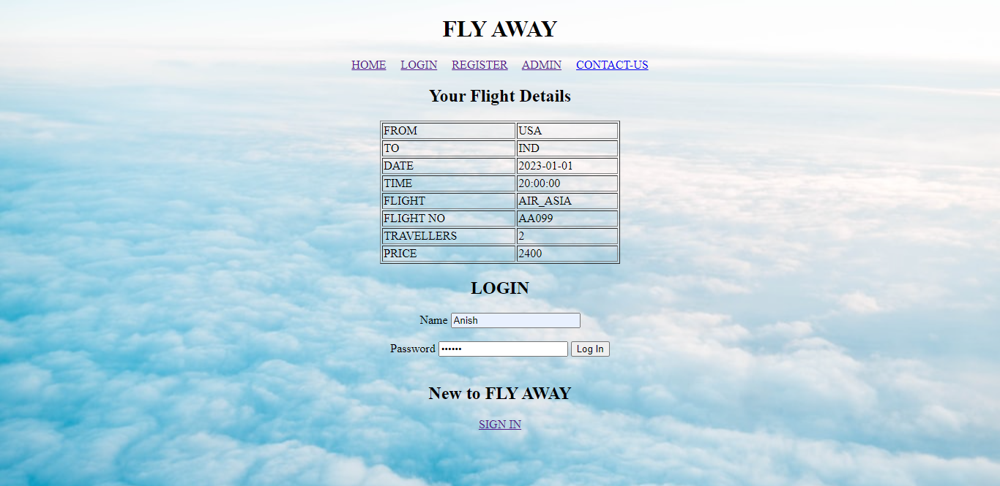 FLY AWAY
HOME LOGIN REGISTER ADMIN CONTACT-US
Your Flight Details
FROM USA
TO IND
DATE 2023-01-01
TIME 20:00:00
FLIGHT AIR_ASIA
FLIGHT NO AA099
TRAVELLERS 2
PRICE 2400
LOGIN
Name Anish
Password •••••• Log In
New to FLY AWAY
SIGN IN